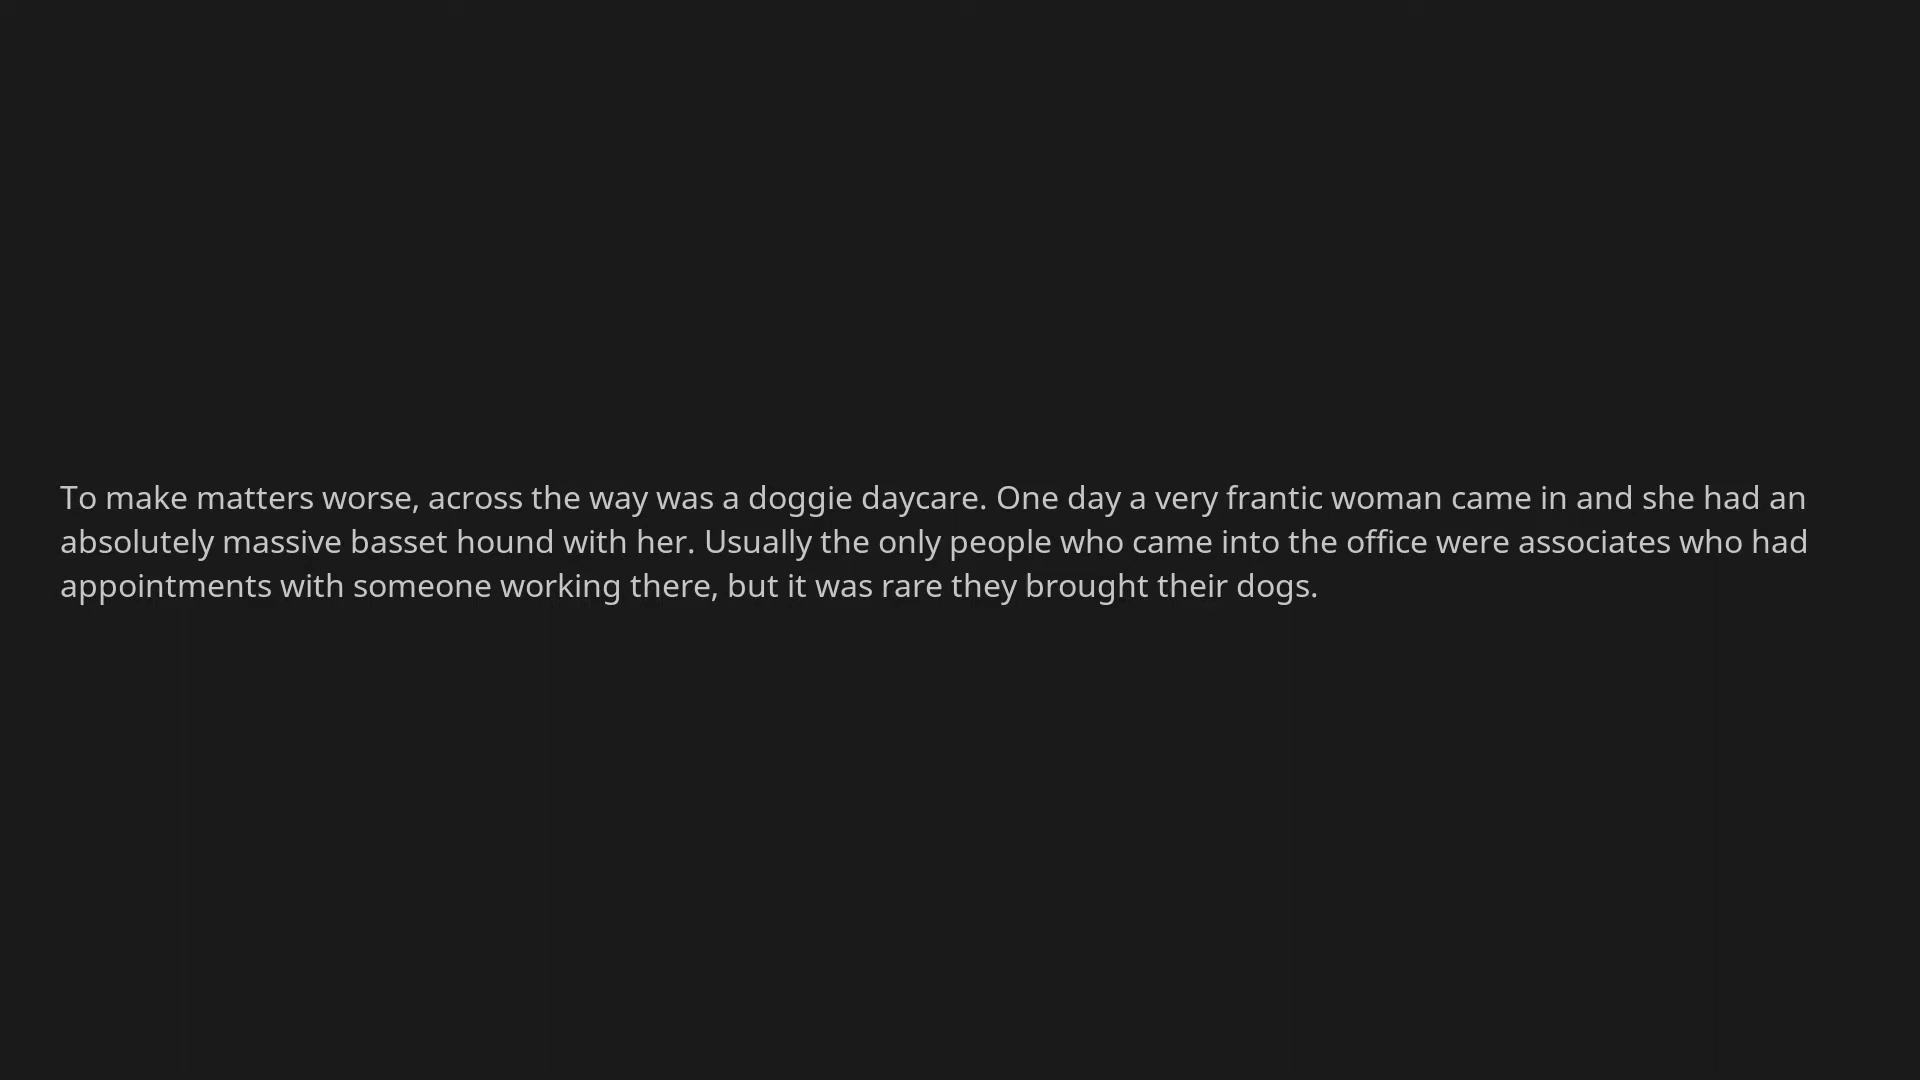 To make matters worse, across the way was a doggie daycare. One day a very frantic woman came in and she had an
absolutely massive basset hound with her. Usually the only people who came into the office were associates who had
appointments with someone working there, but it was rare they brought their dogs.